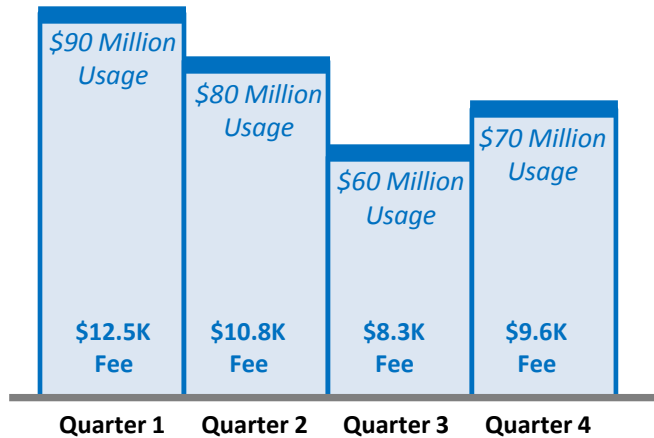 $90 Million
Usage
$80 Million
Usage
$60 Million
Usage
$70 Million
Usage
$12.5K
Fee
$10.8K
Fee
$8.3K
Fee
$9.6K
Fee
Quarter 1
Quarter 2
Quarter 3
Quarter 4